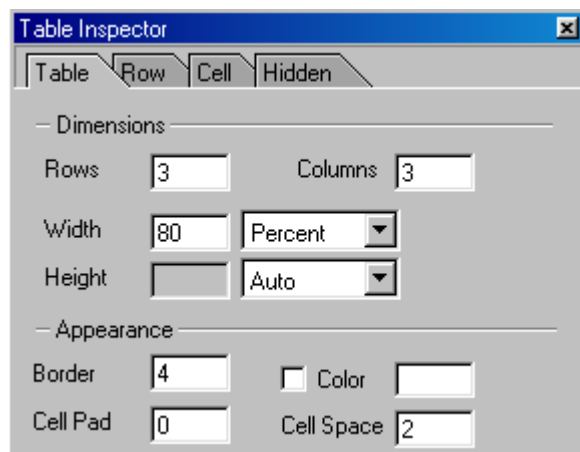 Table Inspector
Table Row Cell Hidden
Dimensions
Rows 3 Columns 3
Width 80 Percent
Height Auto
Appearance
Border 4 Color
Cell Pad 0 Cell Space 2